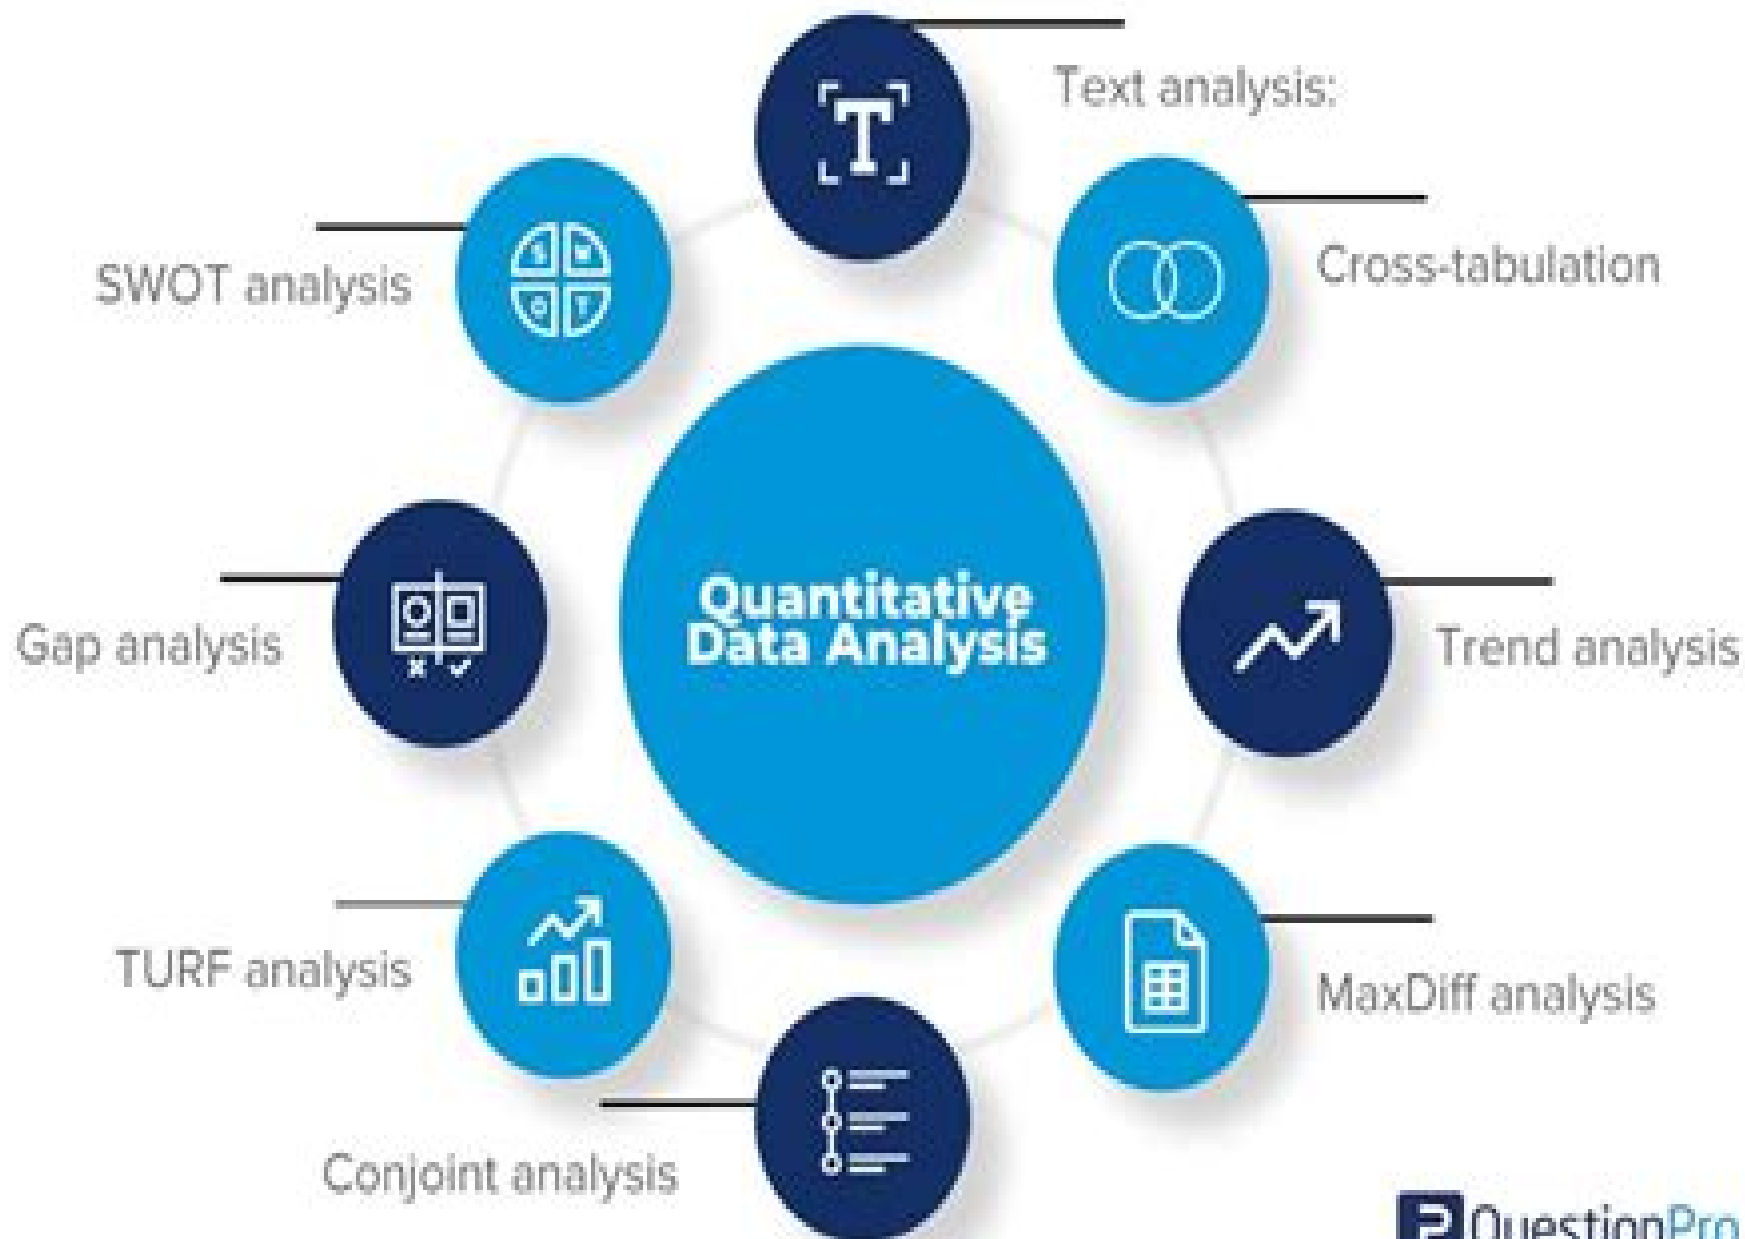 Text analysis:
Cross-tabulation
Trend analysis
MaxDiff analysis
Conjoint analysis
TURF analysis
Gap analysis
SWOT analysis
T
S W
O T
Quantitative
Data Analysis
QuestionPro